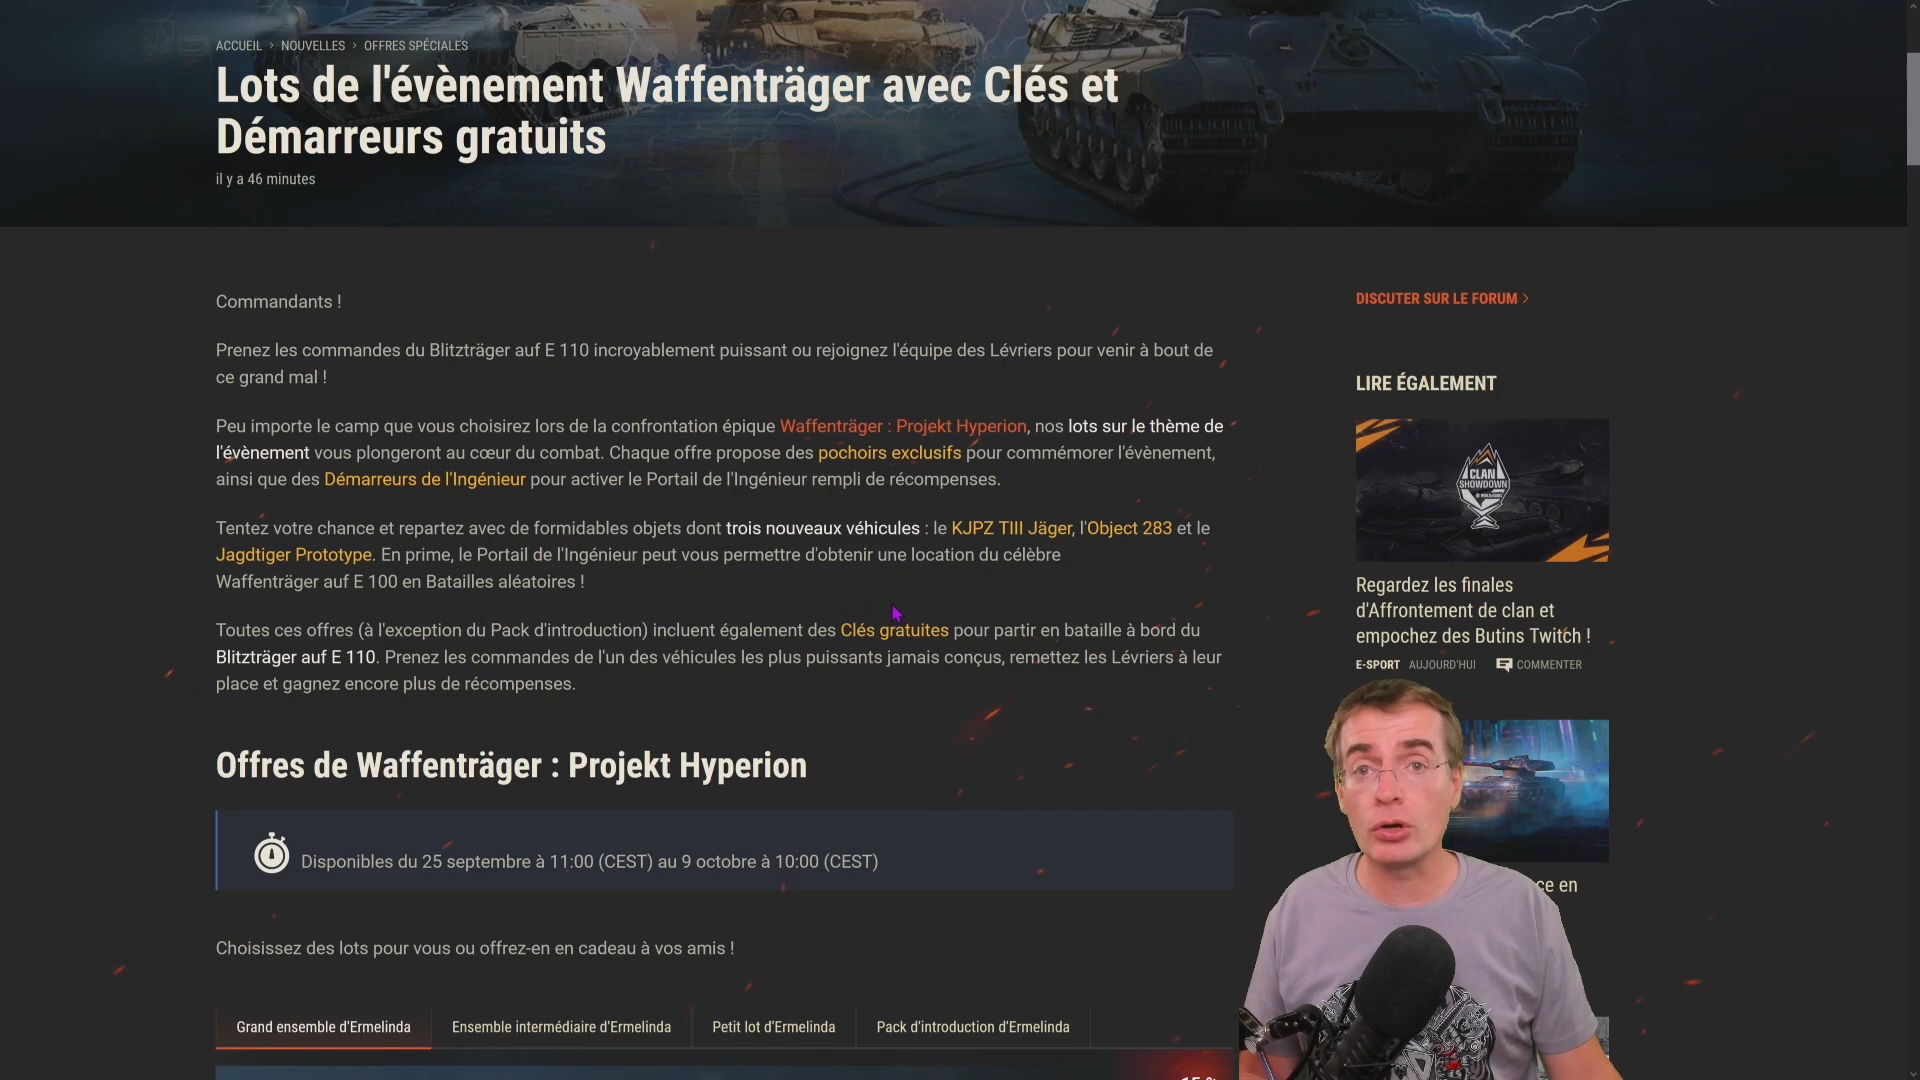 ACCUEIL > NOUVELLES > OFFRES SPÉCIALES
Lots de l'évènement Waffenträger avec Clés et
Démarreurs gratuits
il y a 46 minutes
Commandants !
Prenez les commandes du Blitzträger auf E 110 incroyablement puissant ou rejoignez l'équipe des Lévriers pour venir à bout de
ce grand mal !
Peu importe le camp que vous choisirez lors de la confrontation épique Waffenträger : Projekt Hyperion, nos lots sur le thème de
l'évènement vous plongeront au cœur du combat. Chaque offre propose des pochoirs exclusifs pour commémorer l'évènement,
ainsi que des Démarreurs de l'Ingénieur pour activer le Portail de l'Ingénieur rempli de récompenses.
Tentez votre chance et repartez avec de formidables objets dont trois nouveaux véhicules : le KJPZ TIII Jäger, l'Object 283 et le
Jagdtiger Prototype. En prime, le Portail de l'Ingénieur peut vous permettre d'obtenir une location du célèbre
Waffenträger auf E 100 en Batailles aléatoires !
Toutes ces offres (à l'exception du Pack d'introduction) incluent également des Clés gratuites pour partir en bataille à bord du
Blitzträger auf E 110. Prenez les commandes de l'un des véhicules les plus puissants jamais conçus, remettez les Lévriers à leur
place et gagnez encore plus de récompenses.
Offres de Waffenträger : Projekt Hyperion
Disponibles du 25 septembre à 11:00 (CEST) au 9 octobre à 10:00 (CEST)
Choisissez des lots pour vous ou offrez-en en cadeau à vos amis !
Grand ensemble d'Ermelinda
Ensemble intermédiaire d'Ermelinda
Petit lot d'Ermelinda
Pack d'introduction d'Ermelinda
DISCUTER SUR LE FORUM >
LIRE ÉGALEMENT
CLAN
SHOWDOWN
Regardez les finales
d'Affrontement de clan et
empochez des Butins Twitch !
E-SPORT AUJOURD'HUI COMMENTER
ce en